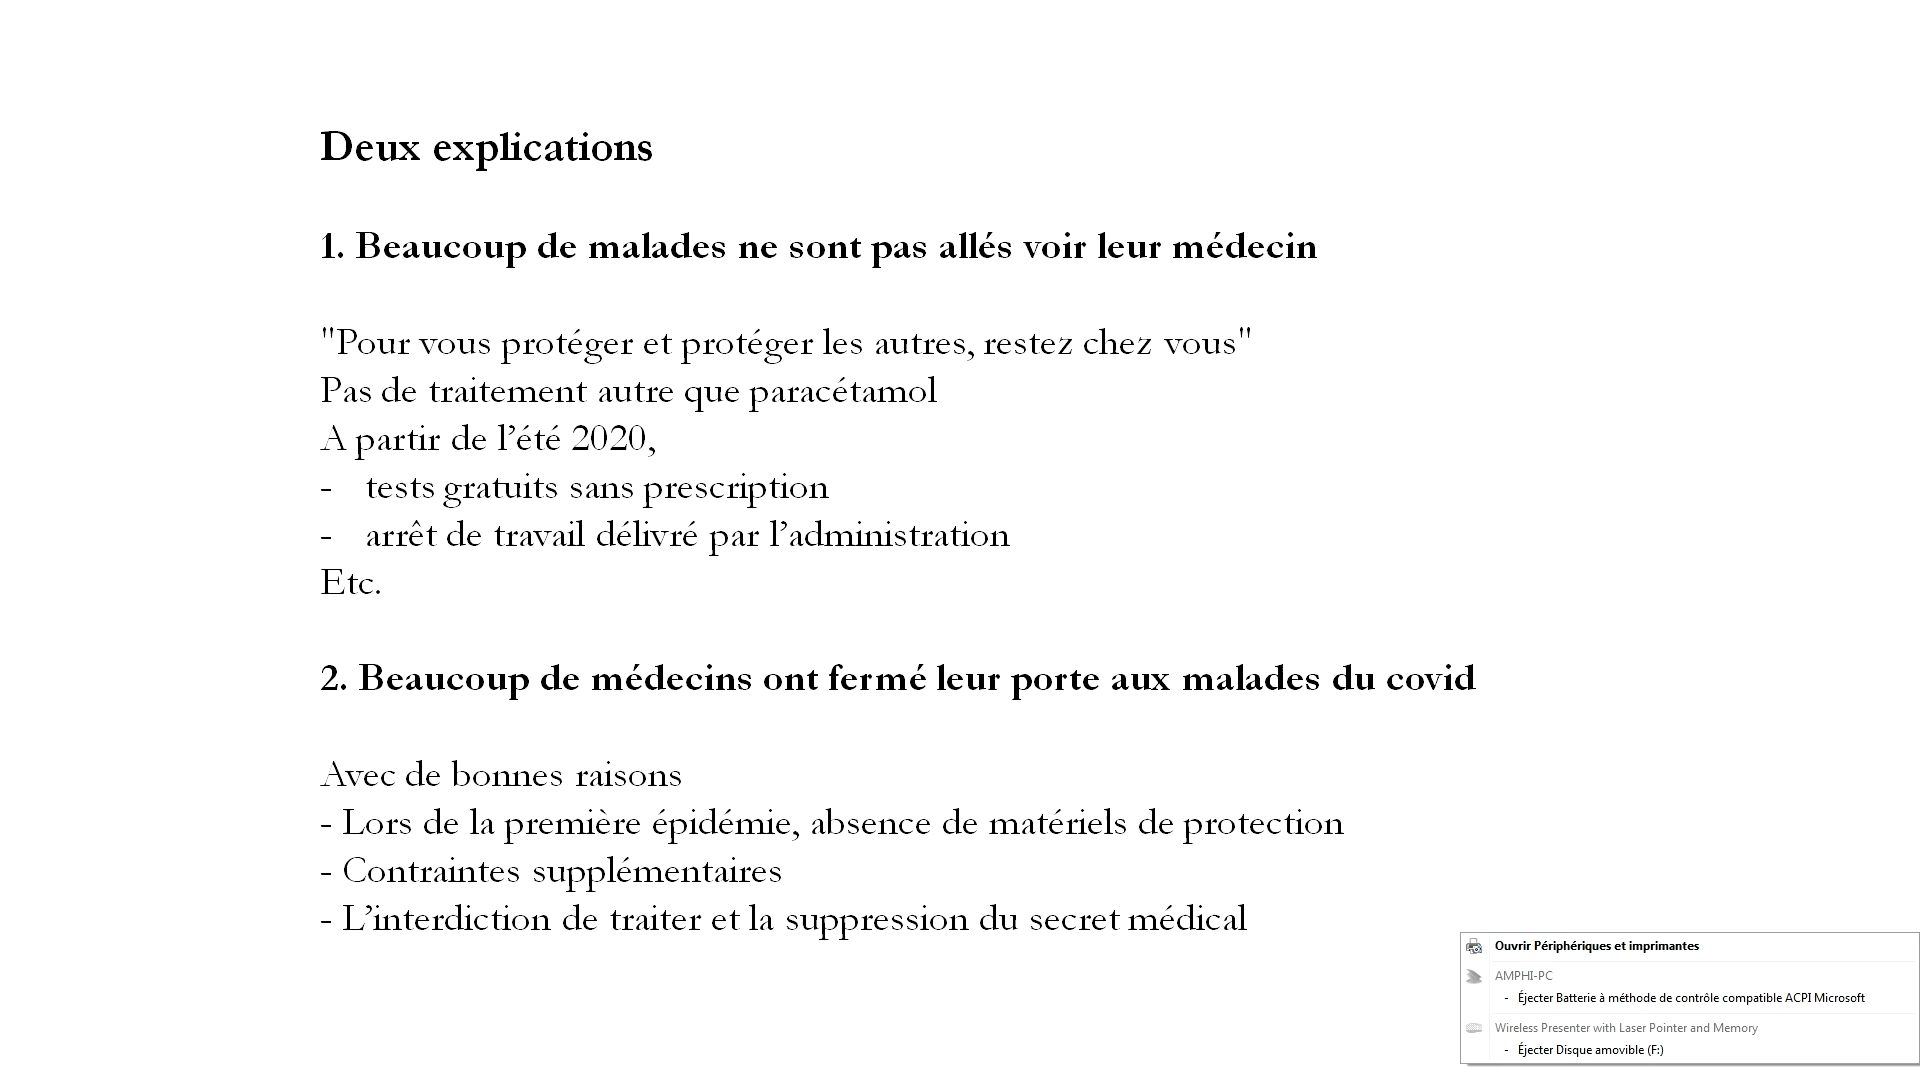 Deux explications
1. Beaucoup de malades ne sont pas allés voir leur médecin
"Pour vous protéger et protéger les autres, restez chez vous"
Pas de traitement autre que paracétamol
A partir de l’été 2020,
- tests gratuits sans prescription
- arrêt de travail délivré par l’administration
Etc.
2. Beaucoup de médecins ont fermé leur porte aux malades du covid
Avec de bonnes raisons
- Lors de la première épidémie, absence de matériels de protection
- Contraintes supplémentaires
- L’interdiction de traiter et la suppression du secret médical
Ouvrir Périphériques et imprimantes
AMPHI-PC
- Éjecter Batterie à méthode de contrôle compatible ACPI Microsoft
Wireless Presenter with Laser Pointer and Memory
- Éjecter Disque amovible (F:)